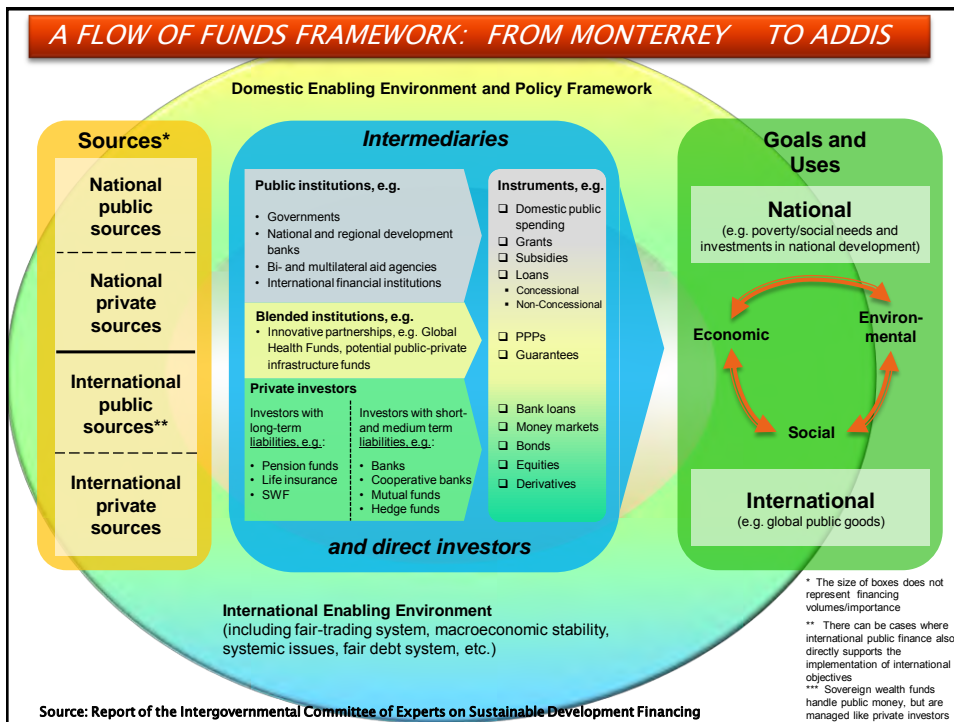 A FLOW OF FUNDS FRAMEWORK: FROM MONTERREY TO ADDIS
Domestic Enabling Environment and Policy Framework
Sources*
National
public
sources
National
private
sources
International
public
sources**
International
private
sources
Intermediaries
Public institutions, e.g.
• Governments
• National and regional development
banks
• Bi- and multilateral aid agencies
• International financial institutions
Blended institutions, e.g.
• Innovative partnerships, e.g. Global
Health Funds, potential public-private
infrastructure funds
Private investors
Investors with
long-term
liabilities, e.g.:
• Pension funds
• Life insurance
• SWF
Investors with short-
and medium term
liabilities, e.g.:
• Banks
• Cooperative banks
• Mutual funds
• Hedge funds
Instruments, e.g.
❑ Domestic public
spending
❑ Grants
❑ Subsidies
❑ Loans
▪ Concessional
▪ Non-Concessional
❑ PPPs
❑ Guarantees
❑ Bank loans
❑ Money markets
❑ Bonds
❑ Equities
❑ Derivatives
and direct investors
Goals and
Uses
National
(e.g. poverty/social needs and
investments in national development)
Economic
Environ-
mental
Social
International
(e.g. global public goods)
International Enabling Environment
(including fair-trading system, macroeconomic stability,
systemic issues, fair debt system, etc.)
* The size of boxes does not
represent financing
volumes/importance
** There can be cases where
international public finance also
directly supports the
implementation of international
objectives
*** Sovereign wealth funds
handle public money, but are
managed like private investors
Source: Report of the Intergovernmental Committee of Experts on Sustainable Development Financing